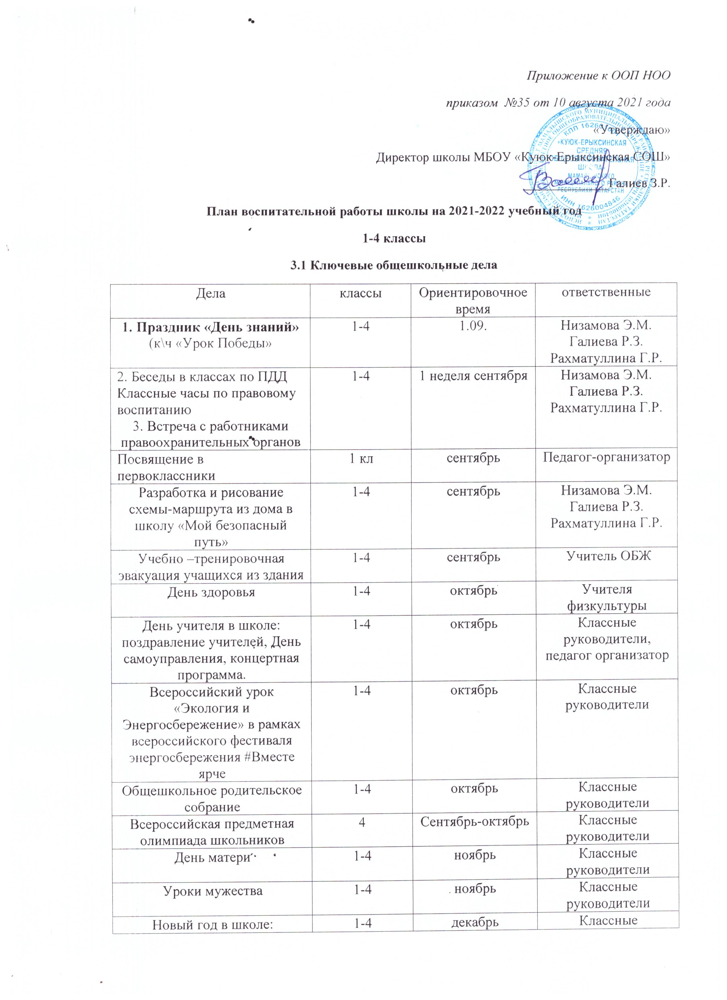 Приложение к ООП НОО
приказом №35 от 10 августа 2021 года
«Утверждаю»
Директор школы МБОУ «Куюк-Ерыксинская СОШ»
Галиев З.Р.
«КУЮК-ЕРЫКСИНСКАЯ
СРЕДНЯЯ
РЕСПУБЛИКИ ТАТАРСТАН
ИНН 1626004846
План воспитательной работы школы на 2021-2022 учебный год
1-4 классы
3.1 Ключевые общешкольные дела
Дела классы Ориентировочное ответственные
время
1. Праздник «День знаний» 1-4 1.09. Низамова Э.М.
(к\ч «Урок Победы» Галиева Р.З.
Рахматуллина Г.Р.
2. Беседы в классах по ПДД 1-4 1 неделя сентября Низамова Э.М.
Классные часы по правовому Галиева Р.З.
воспитанию Рахматуллина Г.Р.
3. Встреча с работниками
правоохранительных органов
Посвящение в 1 кл сентябрь Педагог-организатор
первоклассники
Разработка и рисование 1-4 сентябрь Низамова Э.М.
схемы-маршрута из дома в Галиева Р.З.
школу «Мой безопасный Рахматуллина Г.Р.
путь»
Учебно –тренировочная 1-4 сентябрь Учитель ОБЖ
эвакуация учащихся из здания
День здоровья 1-4 октябрь Учителя
физкультуры
День учителя в школе: 1-4 октябрь Классные
поздравление учителей, День руководители,
самоуправления, концертная педагог организатор
программа.
Всероссийский урок 1-4 октябрь Классные
«Экология и руководители
Энергосбережение» в рамках
всероссийского фестиваля
энергосбережения #Вместе
ярче
Общешкольное родительское 1-4 октябрь Классные
собрание руководители
Всероссийская предметная 4 Сентябрь-октябрь Классные
олимпиада школьников руководители
День матери 1-4 ноябрь Классные
руководители
Уроки мужества 1-4 ноябрь Классные
руководители
Новый год в школе: 1-4 декабрь Классные